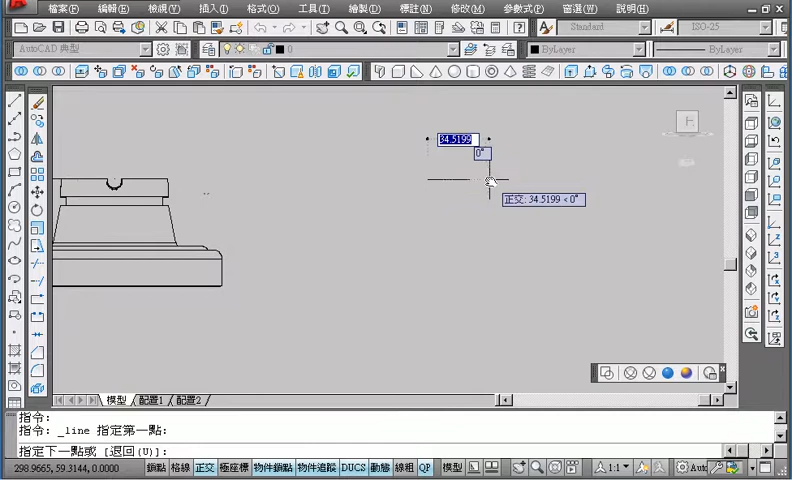 檔案(F) 編輯(E) 檢視(V) 插入(I) 格式(O) 工具(T) 繪製(D) 標註(N) 修改(M) 參數式(P) 視窗(W) 說明(H)
Standard ISO-25
AutoCAD 典型 0 ByLayer ByLayer
34.5199
0°
正交: 34.5199 < 0°
模型 配置1 配置2
指令:
指令: _line 指定第一點:
指定下一點或 [退回(U)]:
298.9665, 59.3144, 0.0000 鎖點 格線 正交 極座標 物件鎖點 物件追蹤 DUCS 動態 線粗 QP 模型 1:1